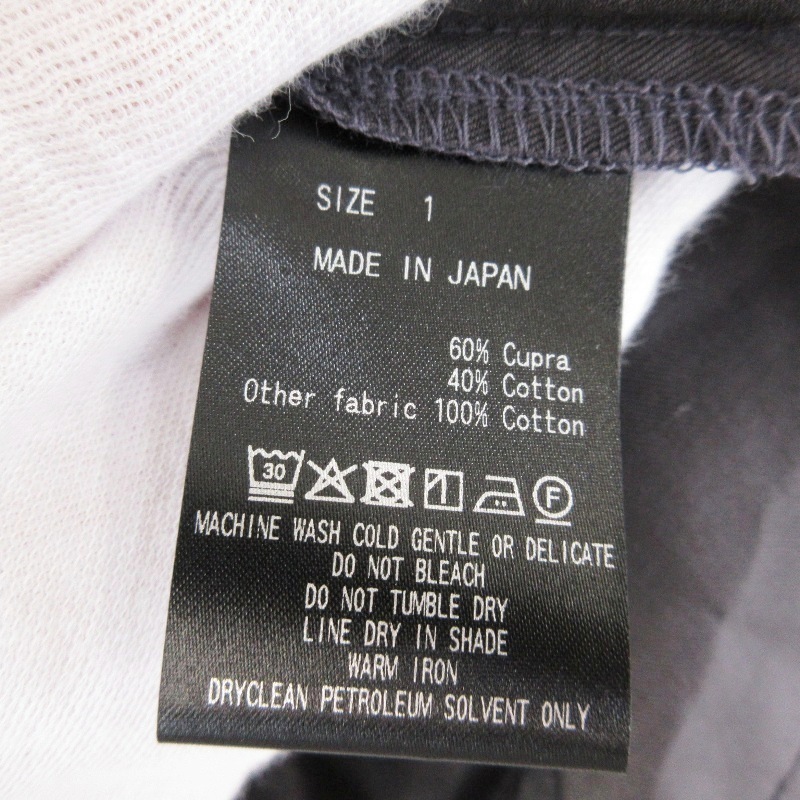 SIZE 1
MADE IN JAPAN
60% Cupra
40% Cotton
Other fabric 100% Cotton
30 F
MACHINE WASH COLD GENTLE OR DELICATE
DO NOT BLEACH
DO NOT TUMBLE DRY
LINE DRY IN SHADE
WARM IRON
DRYCLEAN PETROLEUM SOLVENT ONLY